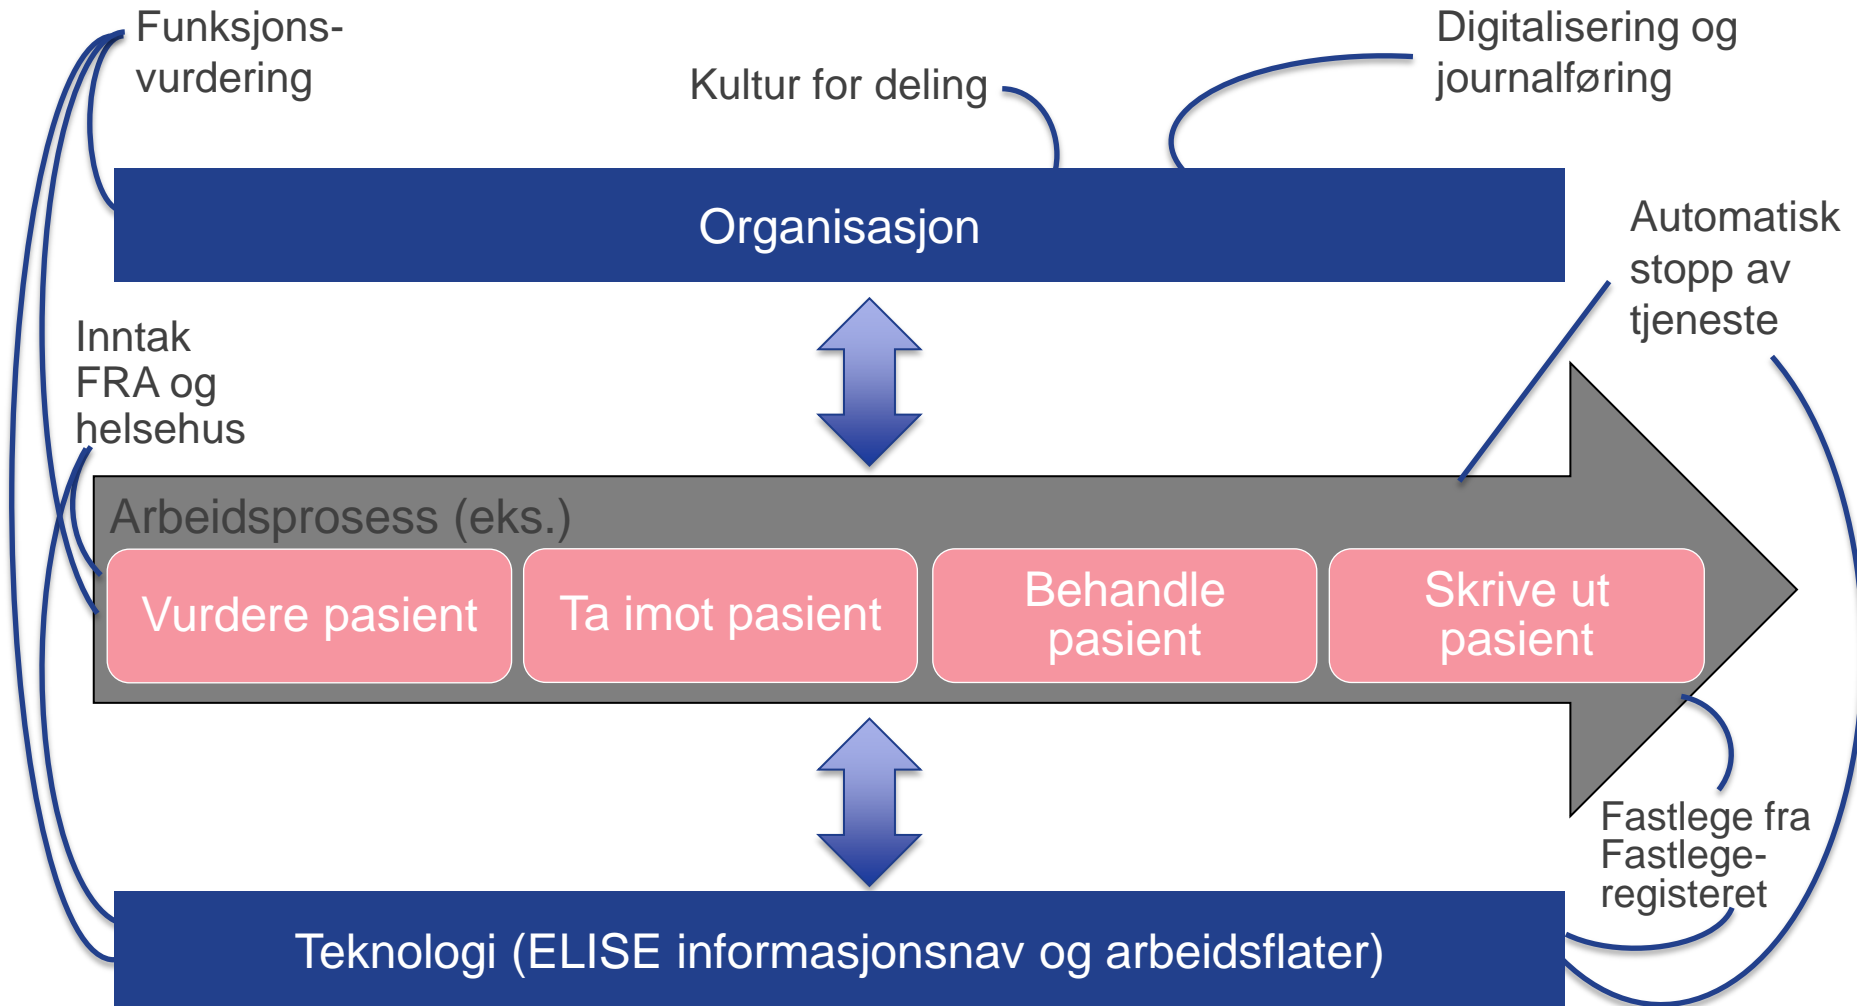 Funksjons-
vurdering
Kultur for deling
Digitalisering og
journalføring
Organisasjon
Automatisk
stopp av
tjeneste
Inntak
FRA og
helsehus
Arbeidsprosess (eks.)
Vurdere pasient
Ta imot pasient
Behandle
pasient
Skrive ut
pasient
Fastlege fra
Fastlege-
registeret
Teknologi (ELISE informasjonsnav og arbeidsflater)